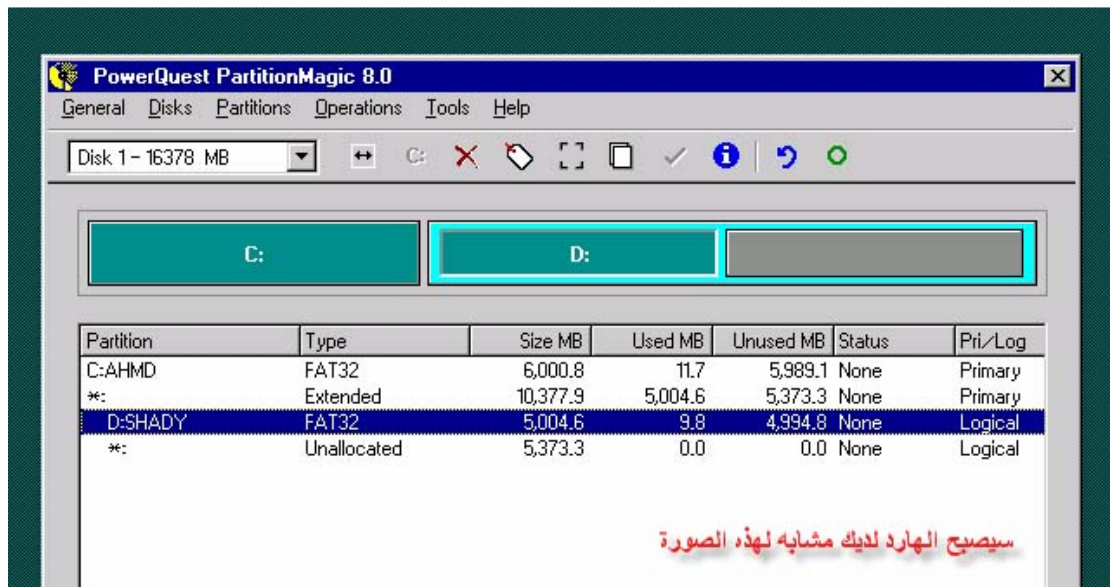 PowerQuest PartitionMagic 8.0
General Disks Partitions Operations Tools Help
Disk 1 - 16378 MB C:
C: D:
Partition Type Size MB Used MB Unused MB Status Pri/Log
C:AHMD FAT32 6,000.8 11.7 5,989.1 None Primary
*: Extended 10,377.9 5,004.6 5,373.3 None Primary
D:SHADY FAT32 5,004.6 9.8 4,994.8 None Logical
*: Unallocated 5,373.3 0.0 0.0 None Logical
سيصبح الهارد لديك مشابه لهذه الصورة